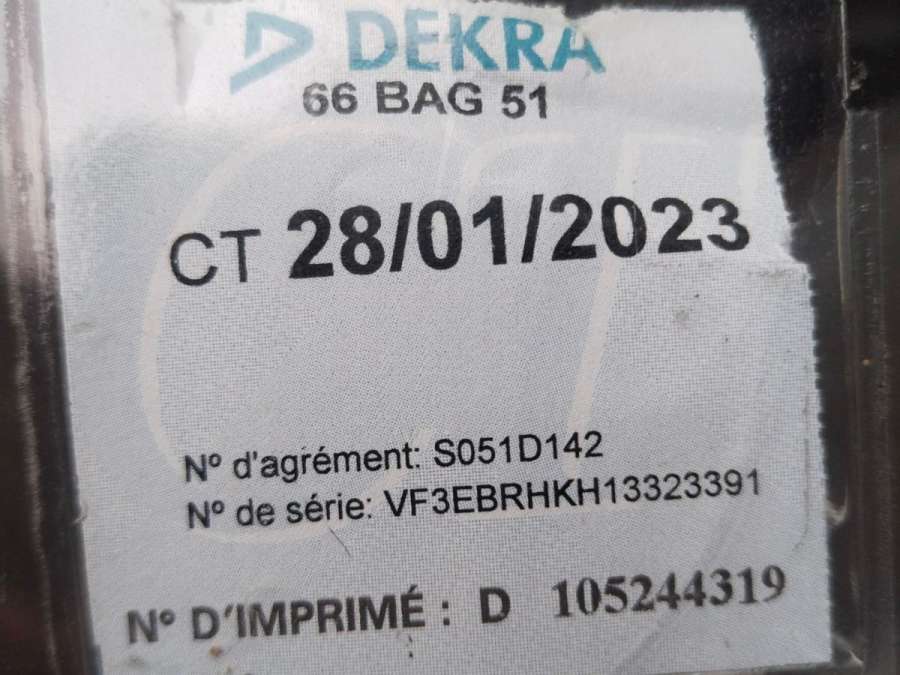 DEKRA
66 BAG 51
CT 28/01/2023
N° d'agrément: S051D142
N° de série: VF3EBRHKH13323391
N° D'IMPRIMÉ : D 105244319